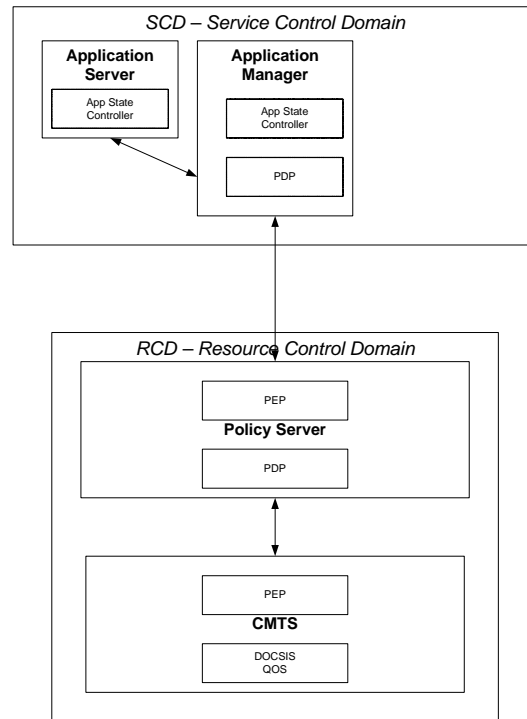 SCD – Service Control Domain
Application
Server
App State
Controller
Application
Manager
App State
Controller
PDP
RCD – Resource Control Domain
PEP
Policy Server
PDP
PEP
CMTS
DOCSIS
QOS